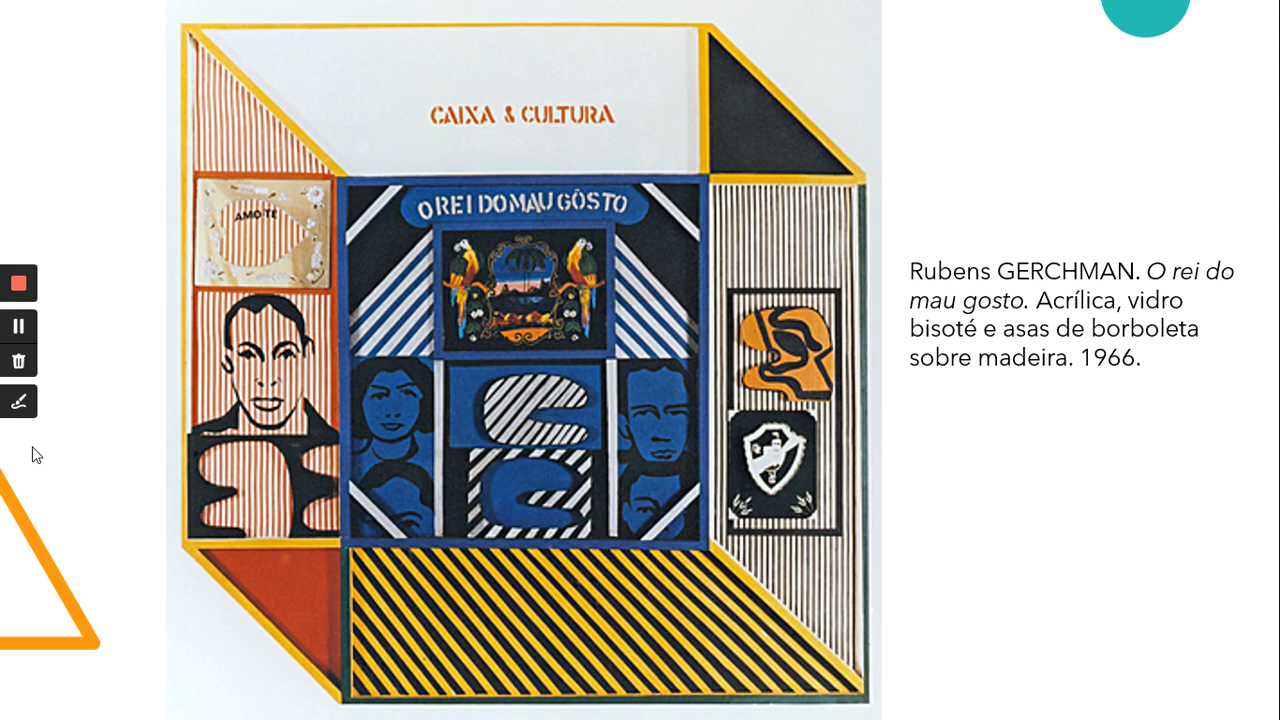 CAIXA & CULTURA
AMO-TE
O REI DO MAU GÔSTO
Rubens GERCHMAN. O rei do
mau gosto. Acrílica, vidro
bisoté e asas de borboleta
sobre madeira. 1966.